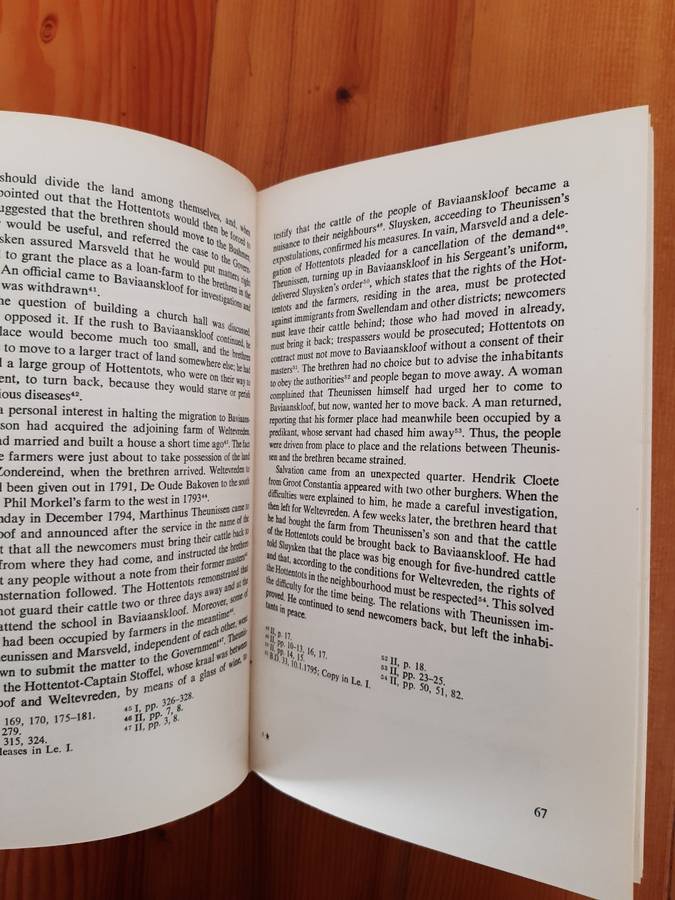 should divide the land among themselves, and, when
pointed out that the Hottentots would then be forced to
suggested that the brethren should move to the Bushmen,
would be useful, and referred the case to the Govern-
sken assured Marsveld that he would put matters right
to grant the place as a loan-farm to the brethren in the
An official came to Baviaanskloof for investigations and
was withdrawn⁴¹.
he question of building a church hall was discussed,
opposed it. If the rush to Baviaanskloof continued, he
lace would become much too small, and the brethren
to move to a larger tract of land somewhere else; he had
d a large group of Hottentots, who were on their way to
ent, to turn back, because they would starve or perish
ious diseases⁴².
a personal interest in halting the migration to Baviaans-
son had acquired the adjoining farm of Weltevreden,
nd married and built a house a short time ago⁴³. The fact
e farmers were just about to take possession of the land
Zondereind, when the brethren arrived. Weltevreden to
d been given out in 1791, De Oude Bakoven to the south
Phil Morkel's farm to the west in 1793⁴⁴.
nday in December 1794, Marthinus Theunissen came to
oof and announced after the service in the name of the
t that all the newcomers must bring their cattle back to
from where they had come, and instructed the brethren
t any people without a note from their former masters⁴⁵
nsternation followed. The Hottentots remonstrated that
not guard their cattle two or three days away and at the
attend the school in Baviaanskloof. Moreover, some of
had been occupied by farmers in the meantime⁴⁶.
eunissen and Marsveld, independent of each other, went
own to submit the matter to the Government⁴⁷. Theunis-
the Hottentot-Captain Stoffel, whose kraal was between
oof and Weltevreden, by means of a glass of wine, to
169, 170, 175–181.
279.
315, 324.
leases in Le. I.
⁴⁵ I, pp. 326–328.
⁴⁶ II, pp. 7, 8.
⁴⁷ II, pp. 3, 8.
testify that the cattle of the people of Baviaanskloof became a
nuisance to their neighbours⁴⁸. Sluysken, acceeding to Theunissen's
expostulations, confirmed his measures. In vain, Marsveld and a dele-
gation of Hottentots pleaded for a cancellation of the demand⁴⁹.
Theunissen, turning up in Baviaanskloof in his Sergeant's uniform,
delivered Sluysken's order⁵⁰, which states that the rights of the Hot-
tentots and the farmers, residing in the area, must be protected
against immigrants from Swellendam and other districts; newcomers
must leave their cattle behind; those who had moved in already,
must bring it back; trespassers would be prosecuted; Hottentots on
contract must not move to Baviaanskloof without a consent of their
masters⁵¹. The brethren had no choice but to advise the inhabitants
to obey the authorities⁵² and people began to move away. A woman
complained that Theunissen himself had urged her to come to
Baviaanskloof, but now, wanted her to move back. A man returned,
reporting that his former place had meanwhile been occupied by a
predikant, whose servant had chased him away⁵³. Thus, the people
were driven from place to place and the relations between Theunis-
sen and the brethren became strained.
Salvation came from an unexpected quarter. Hendrik Cloete
from Groot Constantia appeared with two other burghers. When the
difficulties were explained to him, he made a careful investigation,
then left for Weltevreden. A few weeks later, the brethren heard that
he had bought the farm from Theunissen's son and that the cattle
of the Hottentots could be brought back to Baviaanskloof. He had
told Sluysken that the place was big enough for five-hundred cattle
and that, according to the conditions for Weltevreden, the rights of
the Hottentots in the neighbourhood must be respected⁵⁴. This solved
the difficulty for the time being. The relations with Theunissen im-
proved. He continued to send newcomers back, but left the inhabi-
tants in peace.
⁴⁸ II, p. 17.
⁴⁹ II, pp. 10–13, 16, 17.
⁵⁰ II, pp. 14, 15.
⁵¹ B.D. 33, 10.1.1795; Copy in Le. I.
⁵² II, p. 18.
⁵³ II, pp. 23–25.
⁵⁴ II, pp. 50, 51, 82.
67